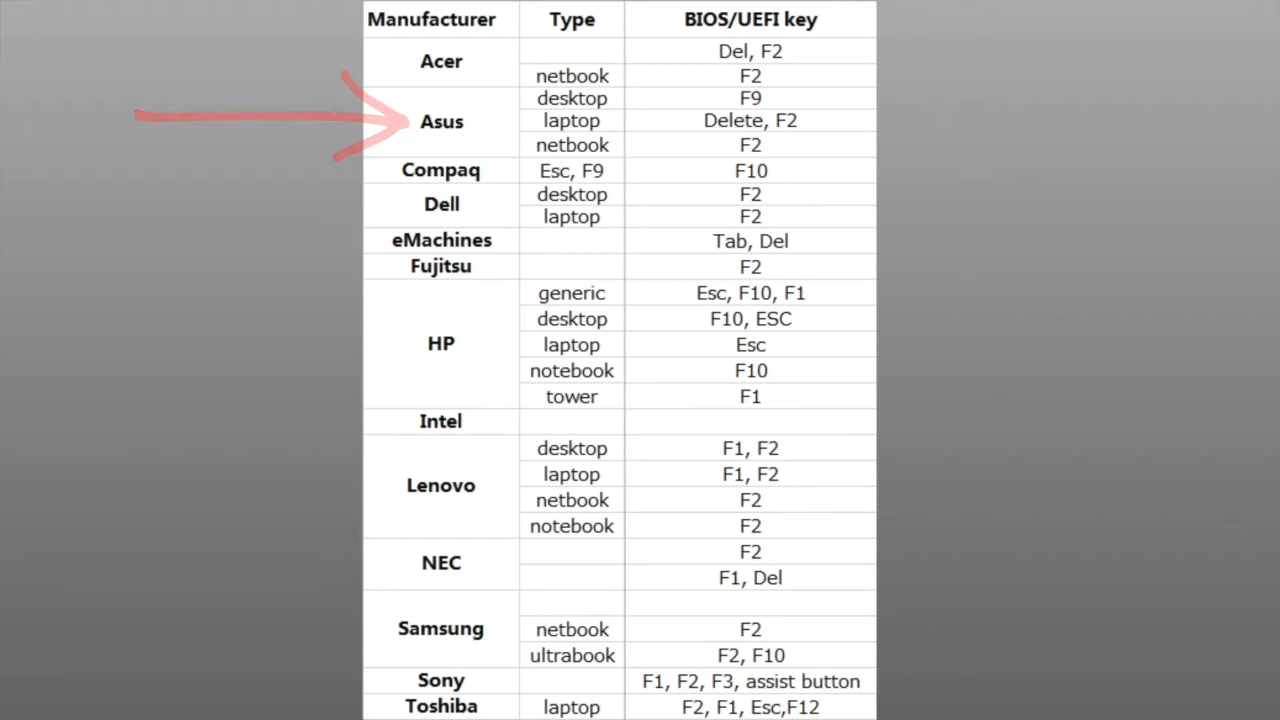 Manufacturer Type BIOS/UEFI key
Acer
Del, F2
netbook F2
Asus
desktop F9
laptop Delete, F2
netbook F2
Compaq Esc, F9 F10
Dell
desktop F2
laptop F2
eMachines Tab, Del
Fujitsu F2
HP
generic Esc, F10, F1
desktop F10, ESC
laptop Esc
notebook F10
tower F1
Intel
Lenovo
desktop F1, F2
laptop F1, F2
netbook F2
notebook F2
NEC
F2
F1, Del
Samsung
netbook F2
ultrabook F2, F10
Sony F1, F2, F3, assist button
Toshiba laptop F2, F1, Esc,F12